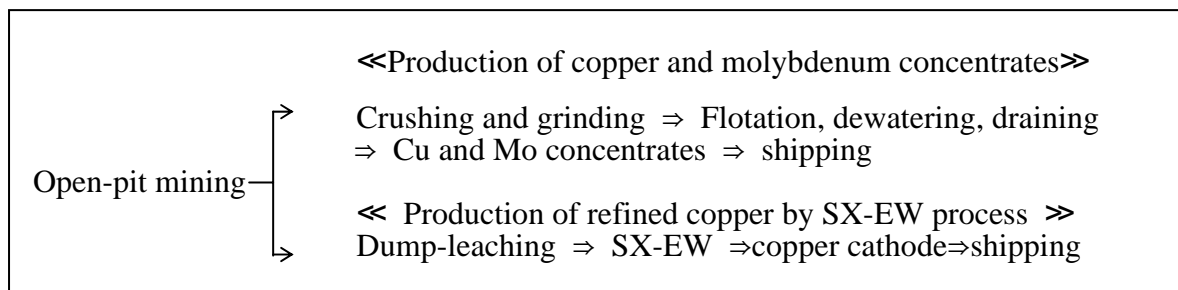 ≪Production of copper and molybdenum concentrates≫
Crushing and grinding ⇒ Flotation, dewatering, draining
⇒ Cu and Mo concentrates ⇒ shipping
Open-pit mining
≪ Production of refined copper by SX-EW process ≫
Dump-leaching ⇒ SX-EW ⇒copper cathode⇒shipping